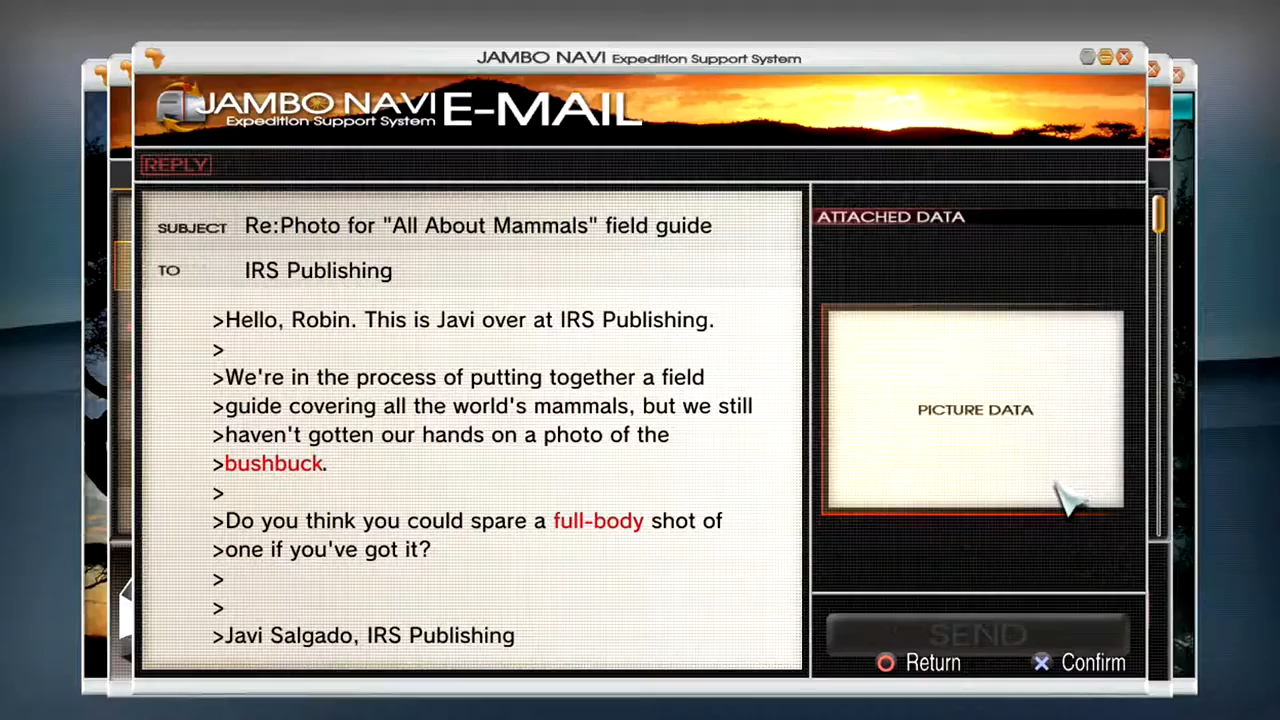 JAMBO NAVI Expedition Support System
JAMBO NAVI E-MAIL
Expedition Support System
REPLY
SUBJECT Re:Photo for "All About Mammals" field guide
TO IRS Publishing
>Hello, Robin. This is Javi over at IRS Publishing.
>
>We're in the process of putting together a field
>guide covering all the world's mammals, but we still
>haven't gotten our hands on a photo of the
>bushbuck.
>
>Do you think you could spare a full-body shot of
>one if you've got it?
>
>
>Javi Salgado, IRS Publishing
ATTACHED DATA
PICTURE DATA
SEND
Return Confirm